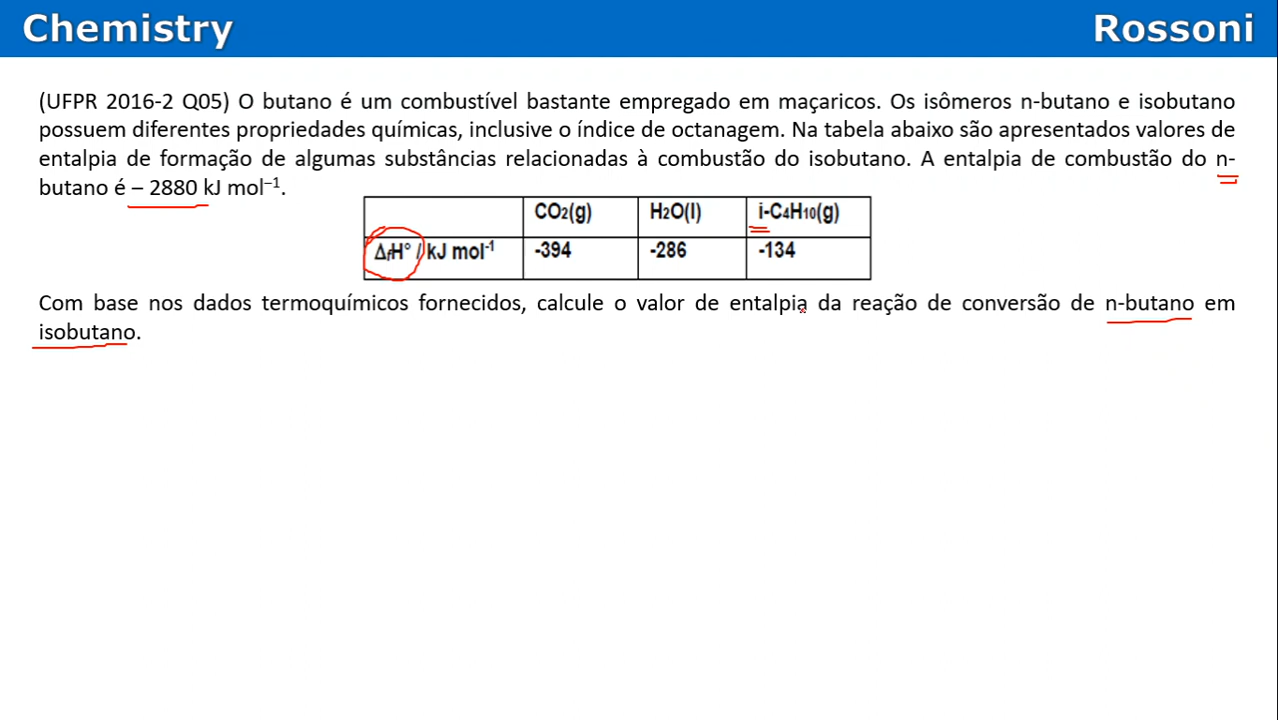 Chemistry Rossoni
(UFPR 2016-2 Q05) O butano é um combustível bastante empregado em maçaricos. Os isômeros n-butano e isobutano
possuem diferentes propriedades químicas, inclusive o índice de octanagem. Na tabela abaixo são apresentados valores de
entalpia de formação de algumas substâncias relacionadas à combustão do isobutano. A entalpia de combustão do n-
butano é – 2880 kJ mol⁻¹.
CO₂(g) H₂O(l) i-C₄H₁₀(g)
ΔfH° / kJ mol⁻¹ -394 -286 -134
Com base nos dados termoquímicos fornecidos, calcule o valor de entalpia da reação de conversão de n-butano em
isobutano.